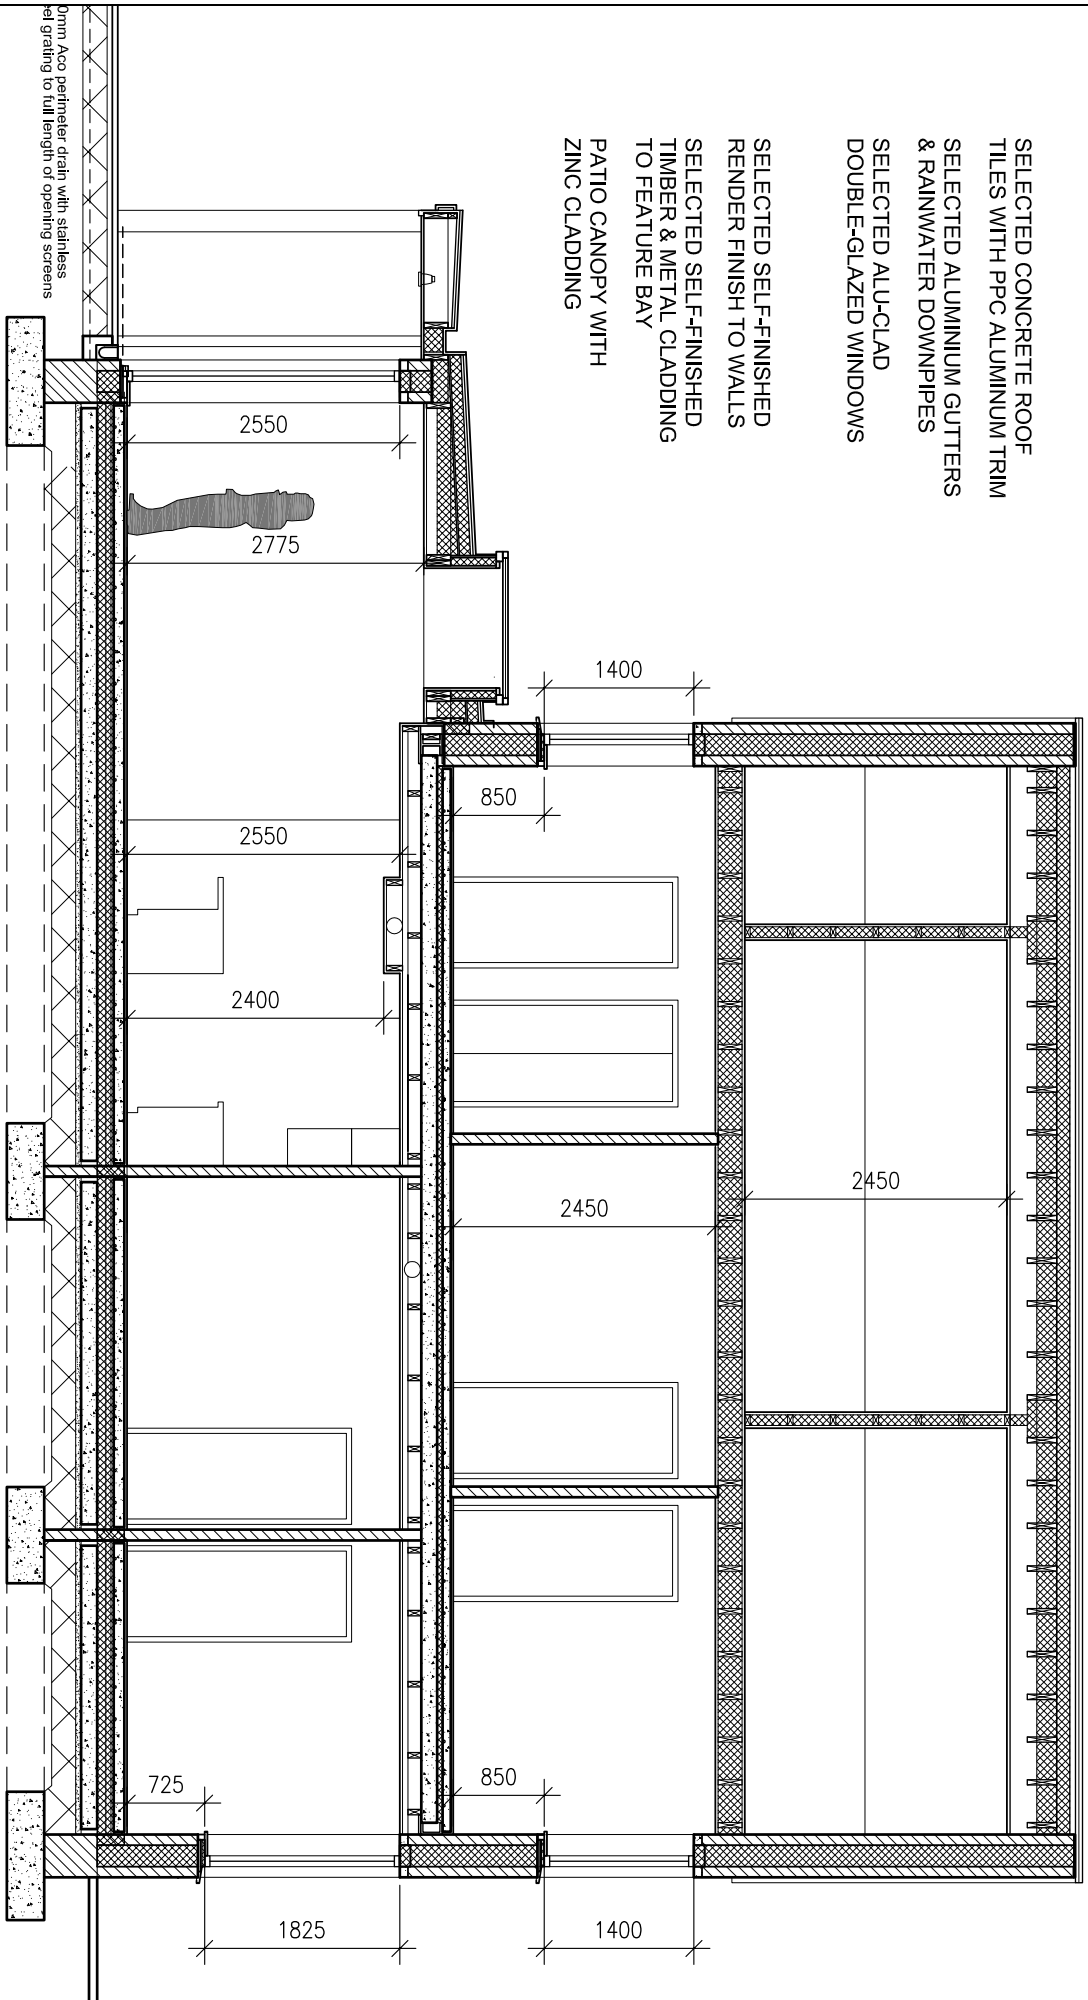 SELECTED CONCRETE ROOF
TILES WITH PPC ALUMINUM TRIM
SELECTED ALUMINIUM GUTTERS
& RAINWATER DOWNPIPES
SELECTED ALU-CLAD
DOUBLE-GLAZED WINDOWS
SELECTED SELF-FINISHED
RENDER FINISH TO WALLS
SELECTED SELF-FINISHED
TIMBER & METAL CLADDING
TO FEATURE BAY
PATIO CANOPY WITH
ZINC CLADDING
0mm Aco perimeter drain with stainless
el grating to full length of opening screens
2550
2775
1400
850
2550
2400
2450
2450
725
850
1825
1400